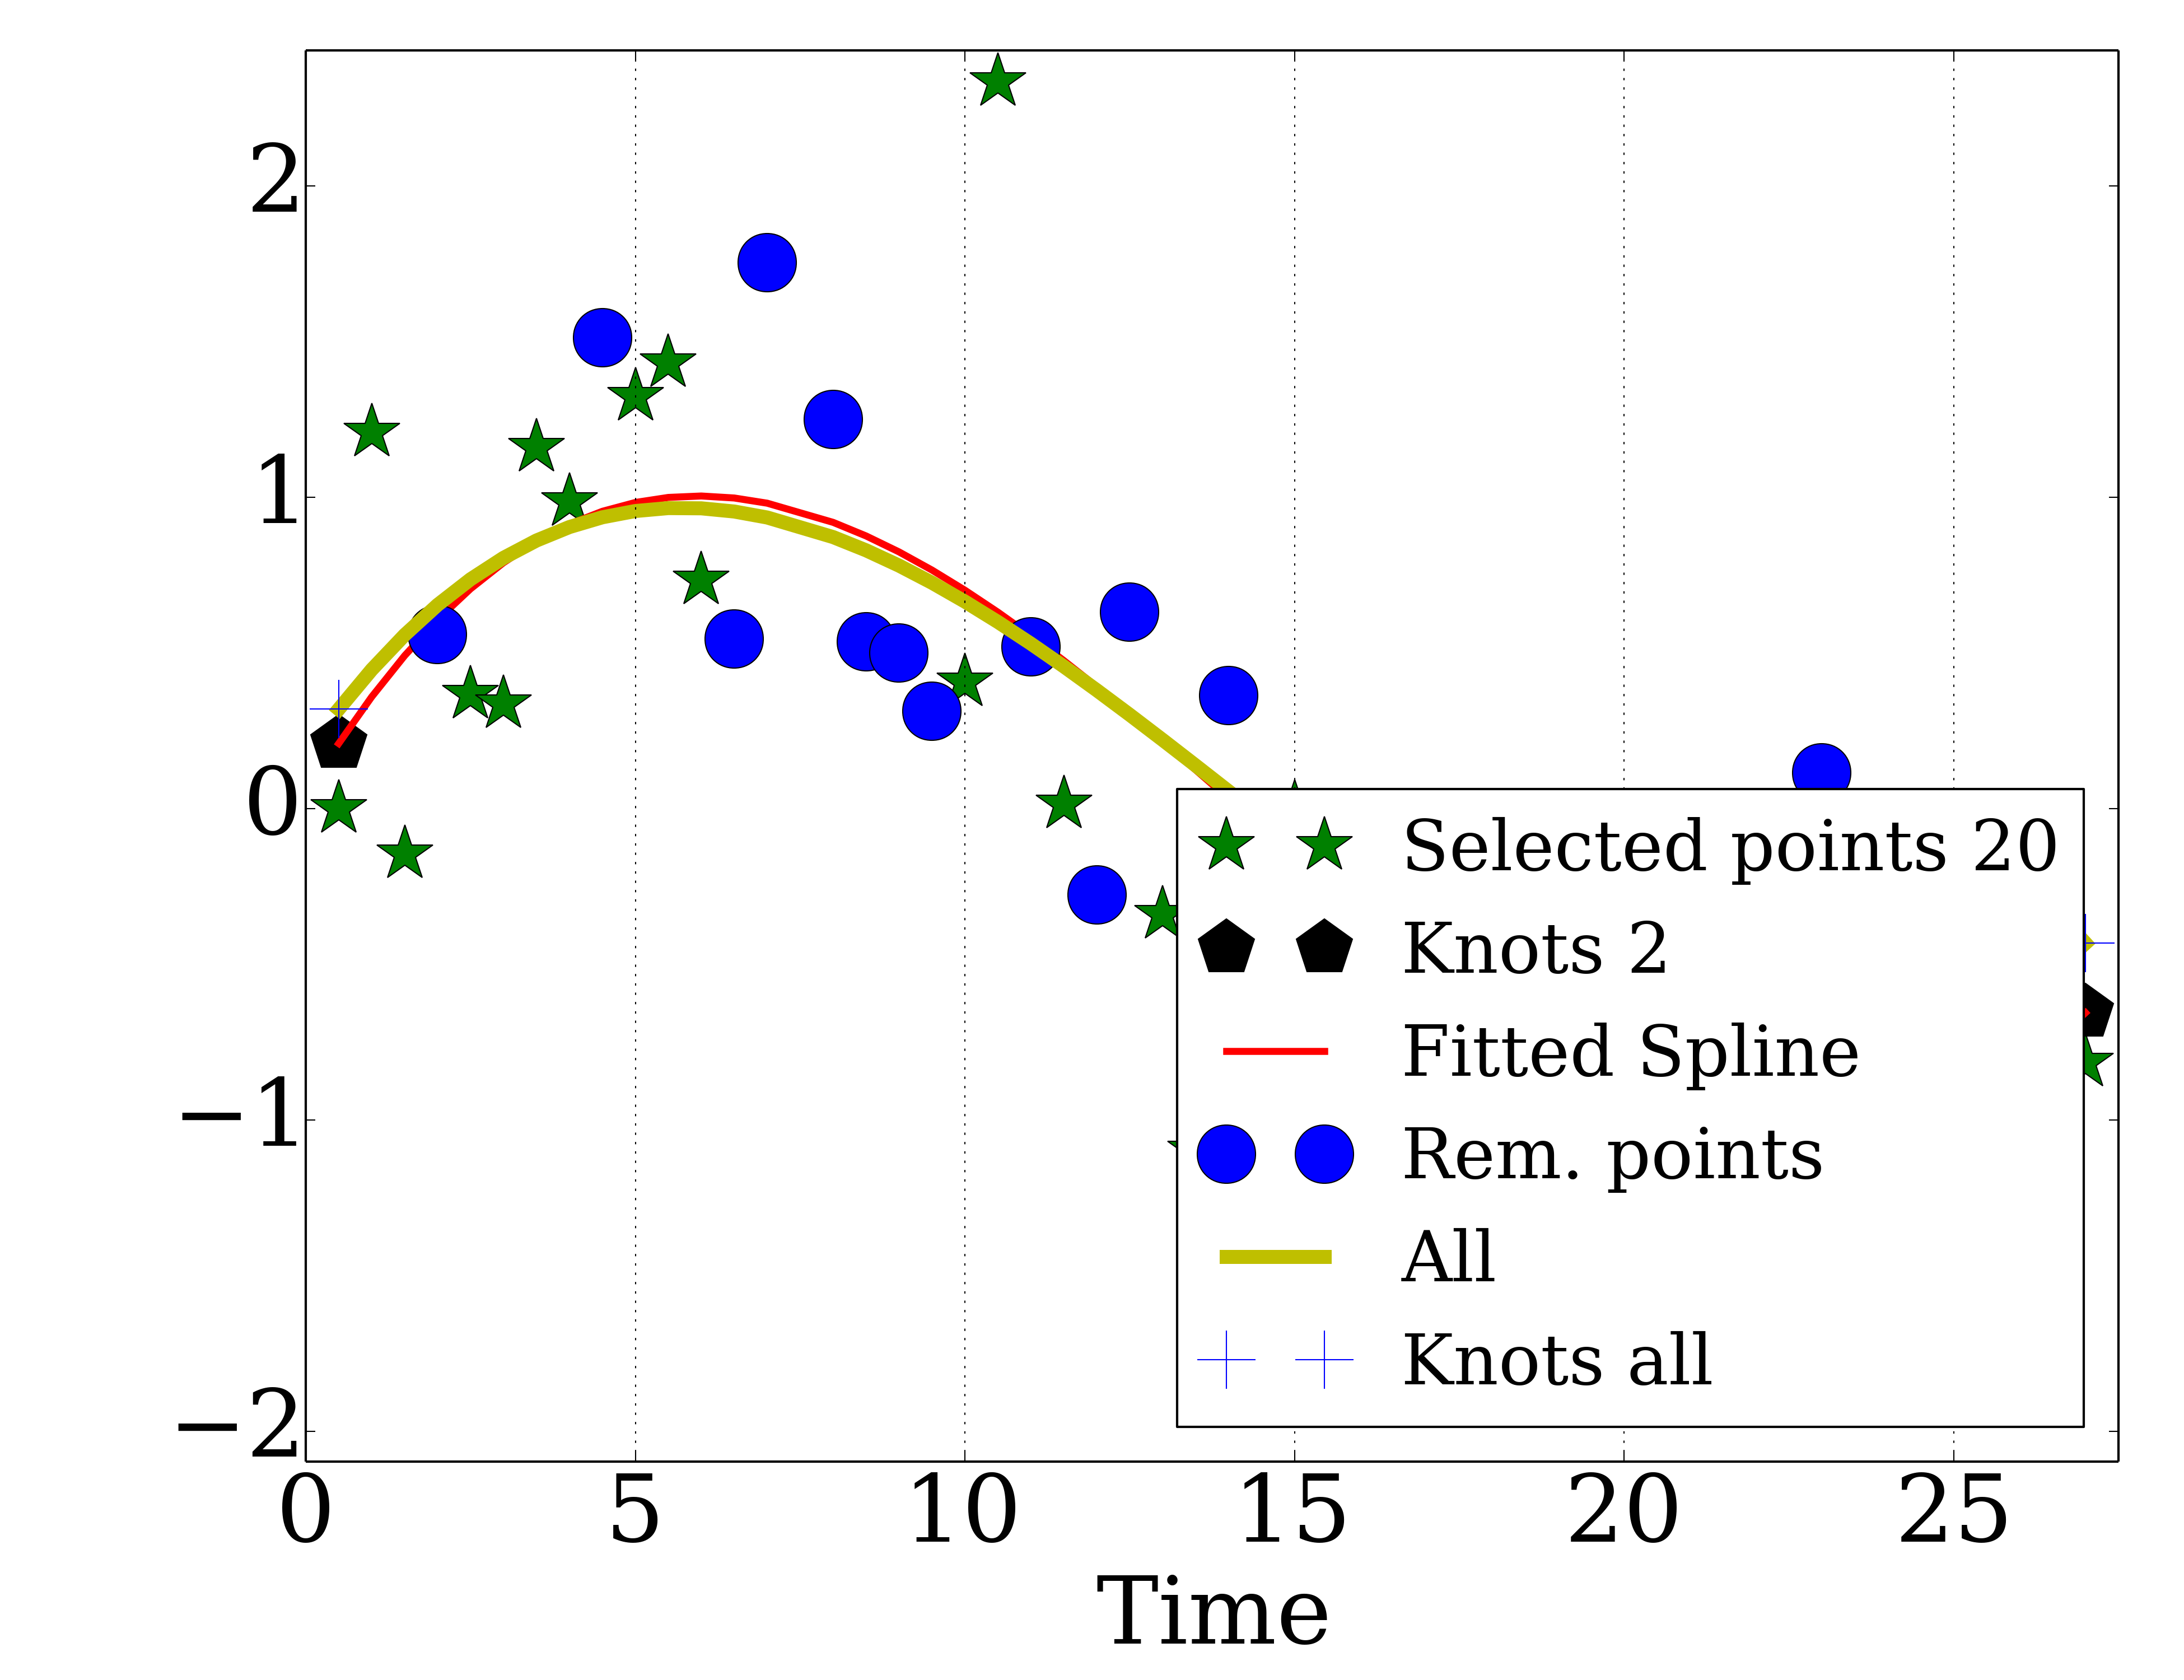 2
1
0
−1
−2
Selected points 20
Knots 2
Fitted Spline
Rem. points
All
Knots all
0 5 10 15 20 25
Time